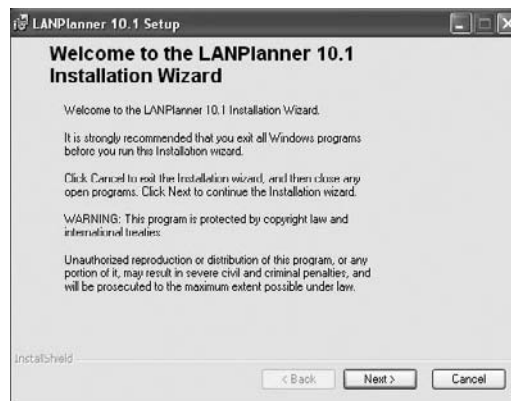 LANPlanner 10.1 Setup
Welcome to the LANPlanner 10.1
Installation Wizard
Welcome to the LANPlanner 10.1 Installation Wizard.
It is strongly recommended that you exit all Windows programs
before you run this Installation wizard.
Click Cancel to exit the Installation wizard, and then close any
open programs. Click Next to continue the Installation wizard.
WARNING: This program is protected by copyright law and
international treaties.
Unauthorized reproduction or distribution of this program, or any
portion of it, may result in severe civil and criminal penalties, and
will be prosecuted to the maximum extent possible under law.
InstallShield
< Back
Next >
Cancel